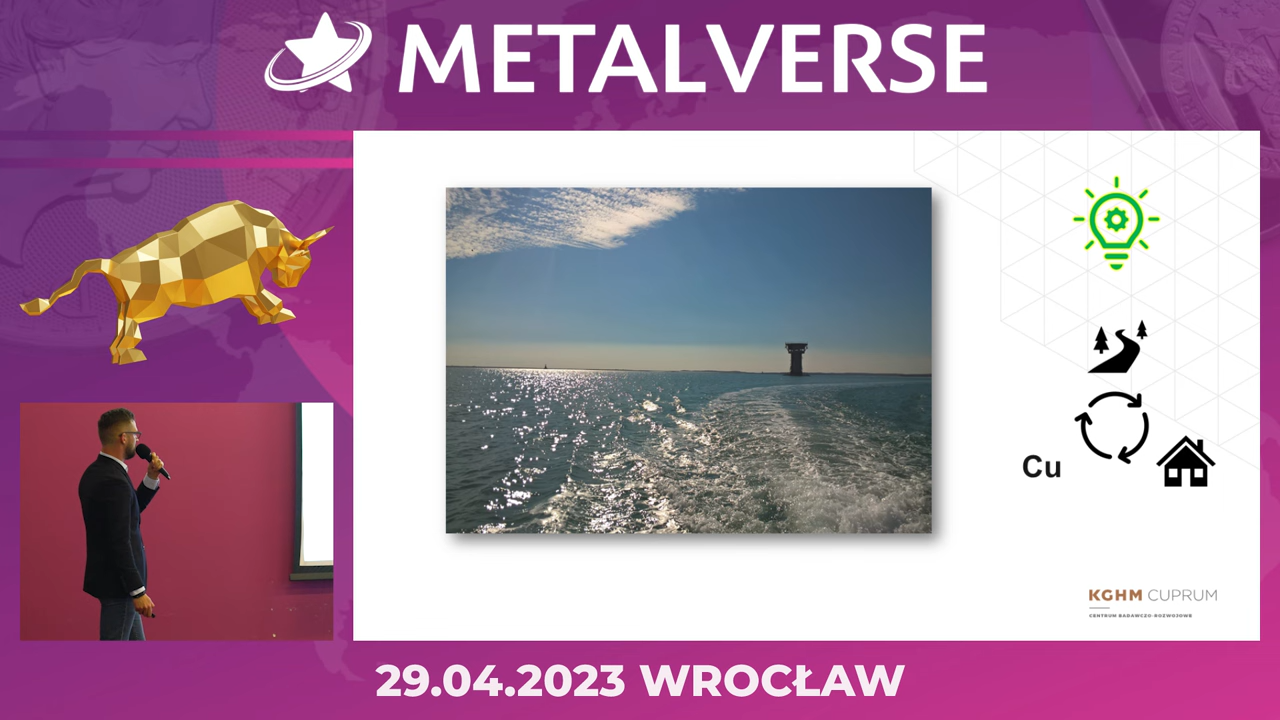 METALVERSE
Cu
KGHM CUPRUM
CENTRUM BADAWCZO-ROZWOJOWE
29.04.2023 WROCŁAW